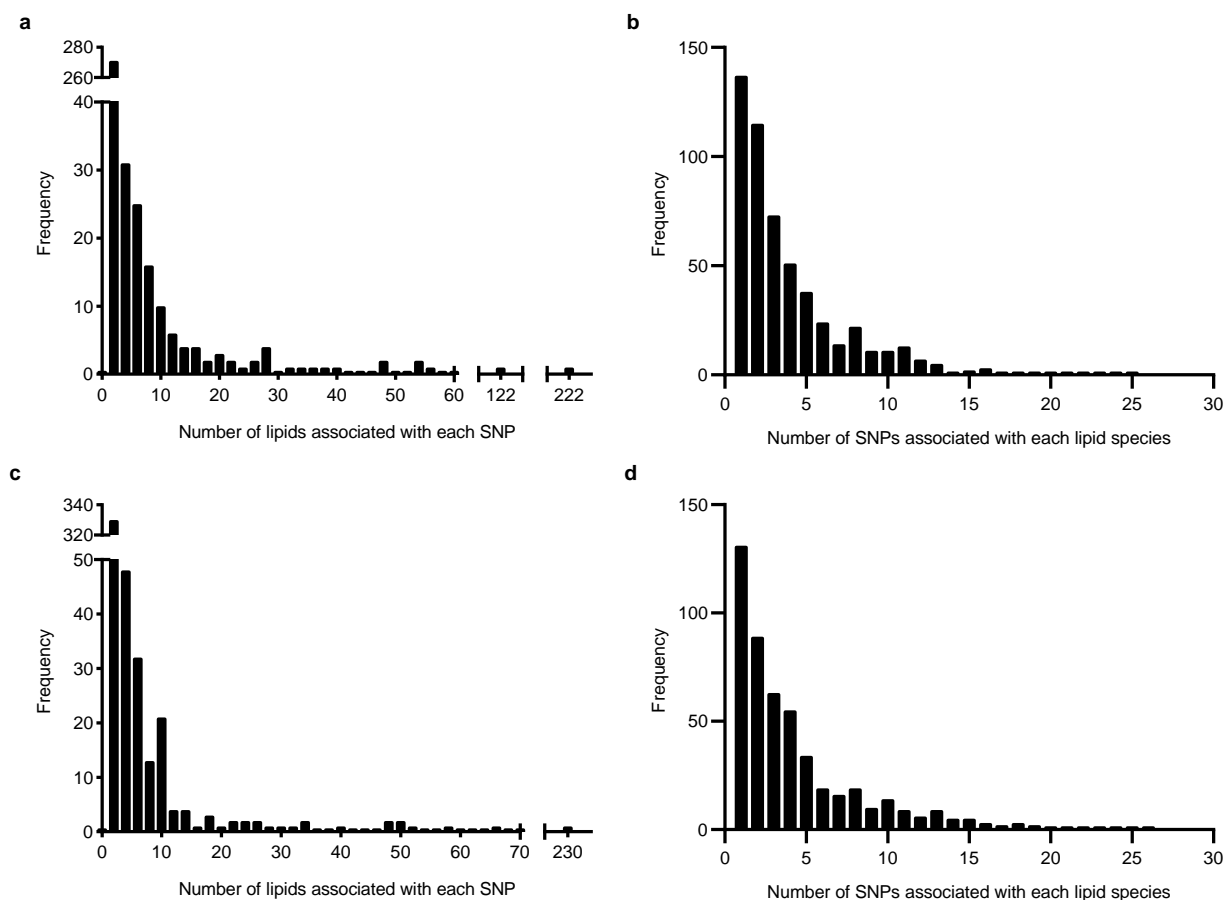 a
280
260
40
30
20
10
0
Frequency
0 10 20 30 40 50 60 122 222
Number of lipids associated with each SNP
b
150
100
50
0
Frequency
0 5 10 15 20 25 30
Number of SNPs associated with each lipid species
c
340
320
50
40
30
20
10
0
Frequency
0 10 20 30 40 50 60 70 230
Number of lipids associated with each SNP
d
150
100
50
0
Frequency
0 5 10 15 20 25 30
Number of SNPs associated with each lipid species